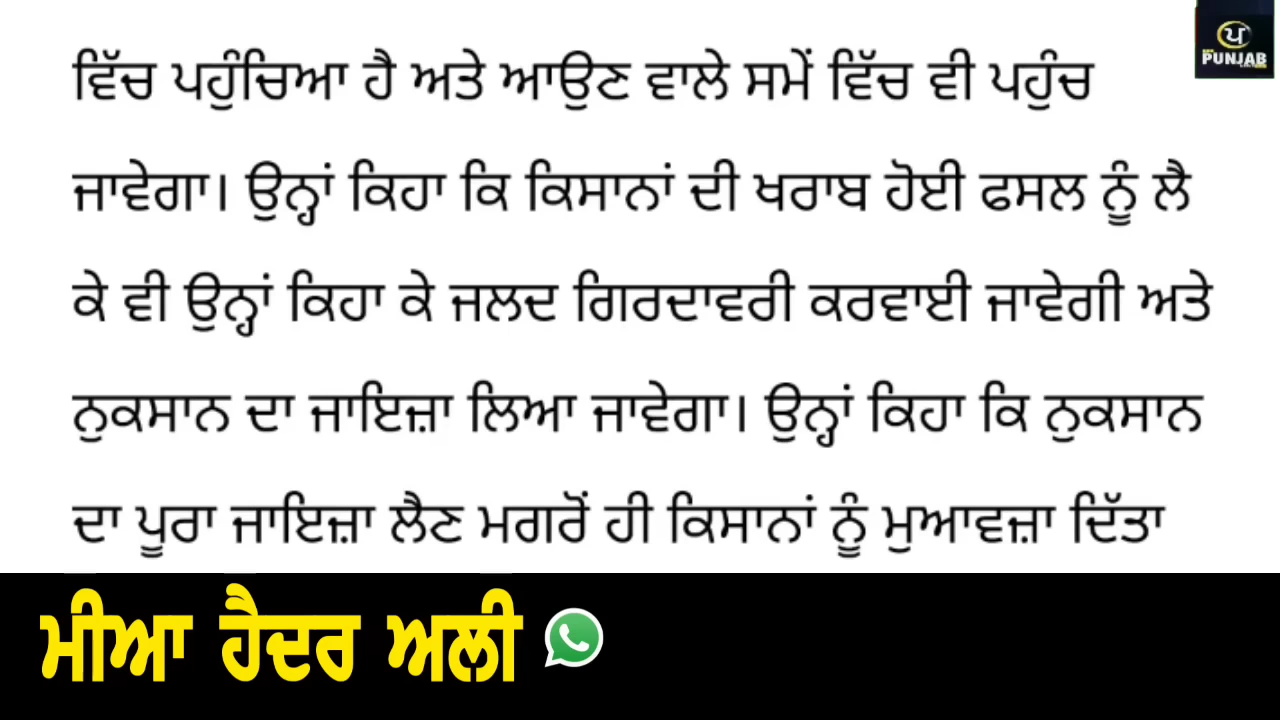 ਪ
PUNJAB
ਵਿੱਚ ਪਹੁੰਚਿਆ ਹੈ ਅਤੇ ਆਉਣ ਵਾਲੇ ਸਮੇਂ ਵਿੱਚ ਵੀ ਪਹੁੰਚ
ਜਾਵੇਗਾ। ਉਨ੍ਹਾਂ ਕਿਹਾ ਕਿ ਕਿਸਾਨਾਂ ਦੀ ਖਰਾਬ ਹੋਈ ਫਸਲ ਨੂੰ ਲੈ
ਕੇ ਵੀ ਉਨ੍ਹਾਂ ਕਿਹਾ ਕੇ ਜਲਦ ਗਿਰਦਾਵਰੀ ਕਰਵਾਈ ਜਾਵੇਗੀ ਅਤੇ
ਨੁਕਸਾਨ ਦਾ ਜਾਇਜ਼ਾ ਲਿਆ ਜਾਵੇਗਾ। ਉਨ੍ਹਾਂ ਕਿਹਾ ਕਿ ਨੁਕਸਾਨ
ਦਾ ਪੂਰਾ ਜਾਇਜ਼ਾ ਲੈਣ ਮਗਰੋਂ ਹੀ ਕਿਸਾਨਾਂ ਨੂੰ ਮੁਆਵਜ਼ਾ ਦਿੱਤਾ
ਮੀਆ ਹੈਦਰ ਅਲੀ